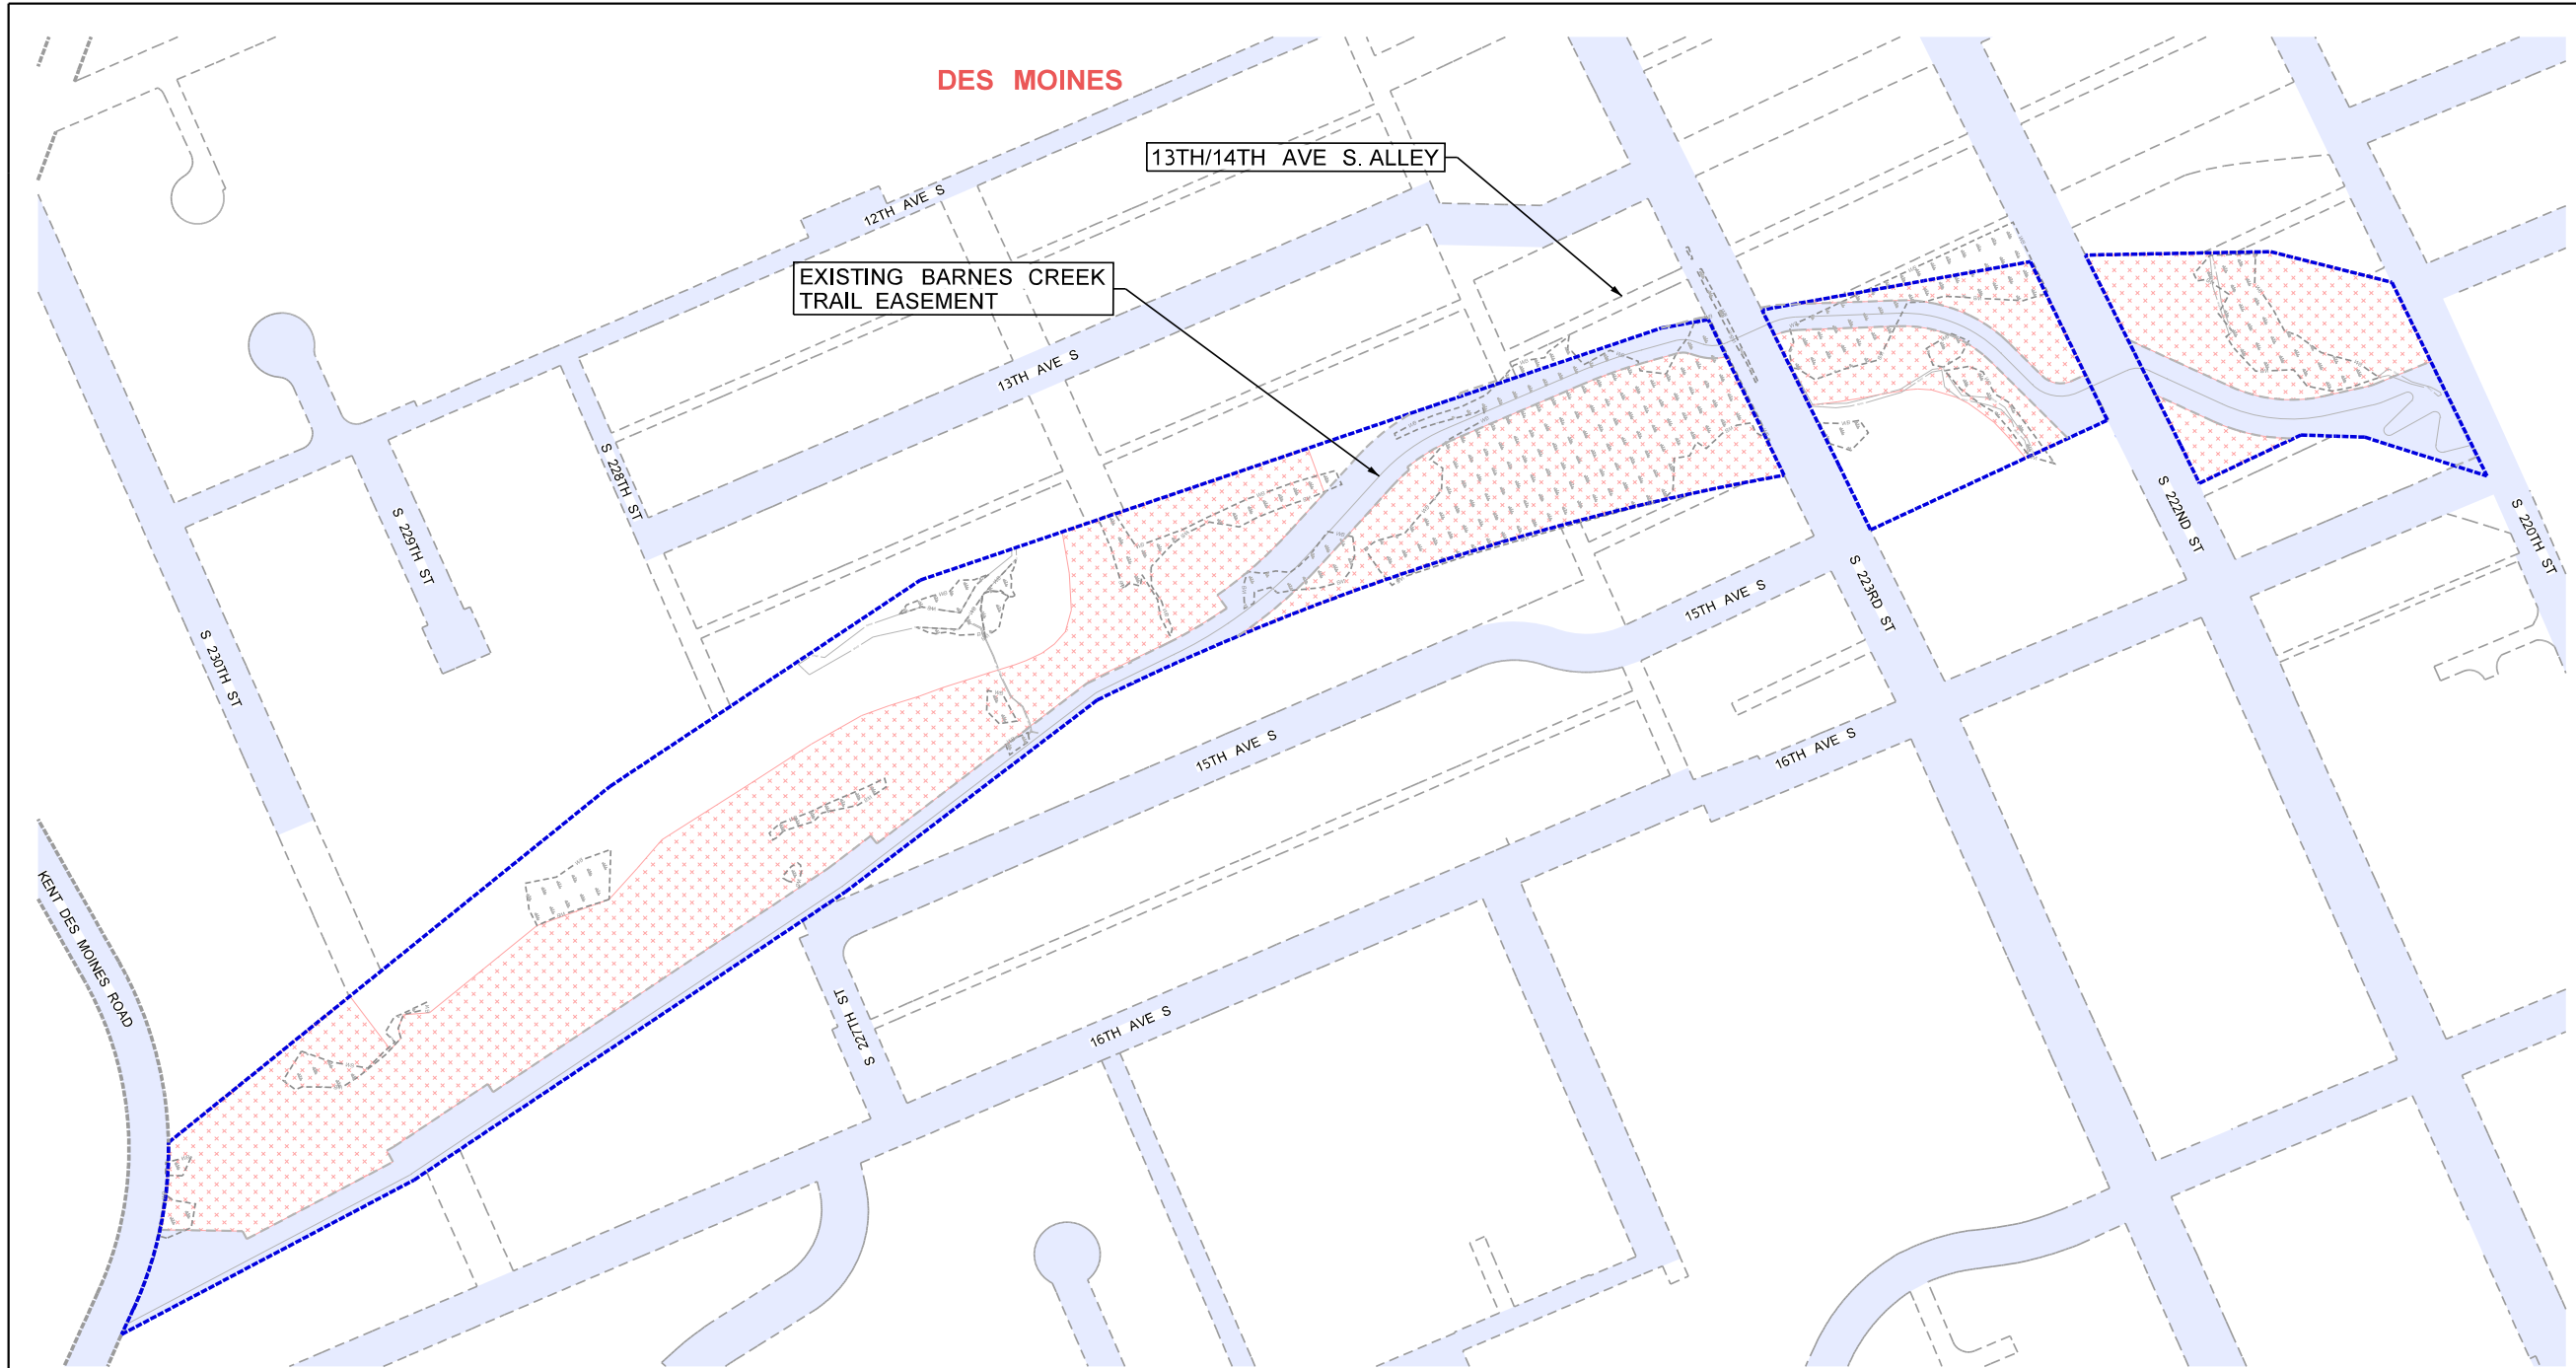 DES MOINES
13TH/14TH AVE S. ALLEY
12TH AVE S
EXISTING BARNES CREEK
TRAIL EASEMENT
13TH AVE S
S 228TH ST
S 229TH ST
S 222ND ST
S 220TH ST
S 223RD ST
15TH AVE S
S 230TH ST
15TH AVE S
16TH AVE S
KENT DES MOINES ROAD
S 227TH ST
16TH AVE S